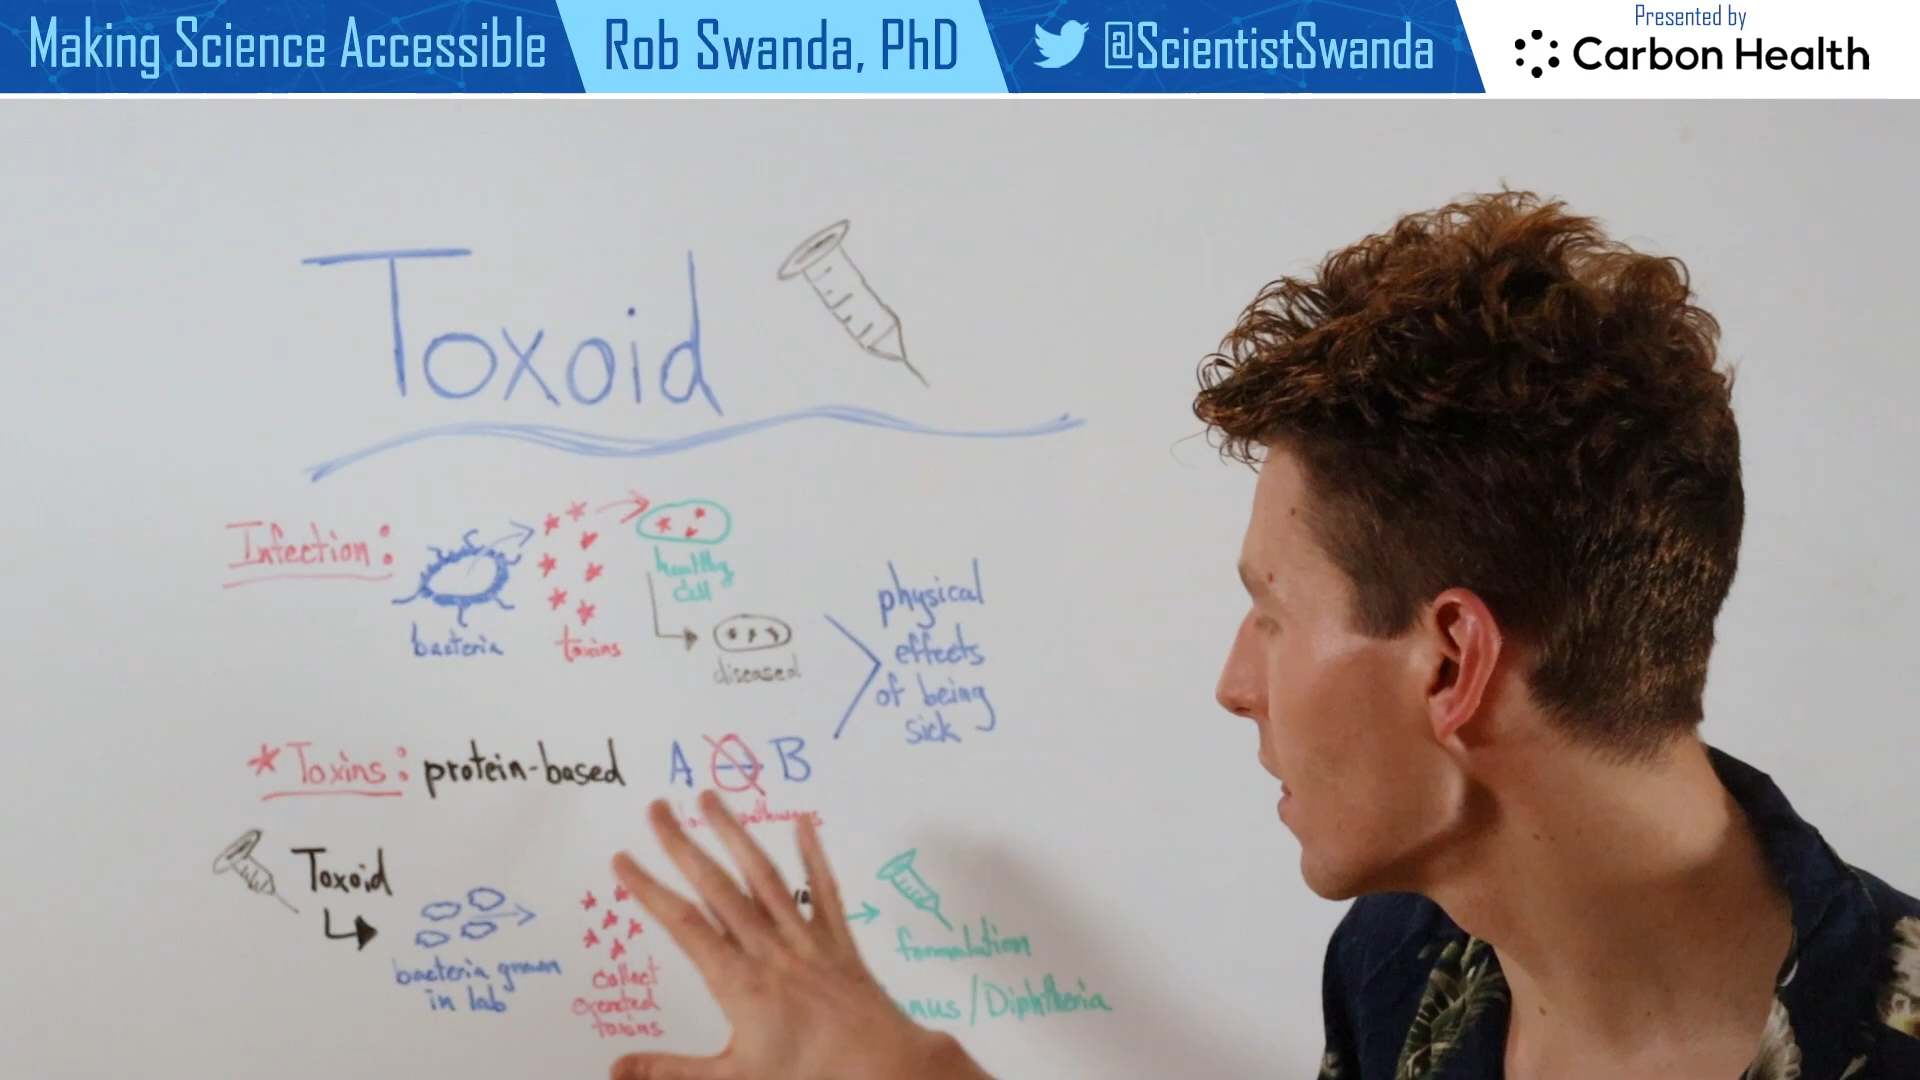 Making Science Accessible
Rob Swanda, PhD
@ScientistSwanda
Presented by
Carbon Health
Toxoid
Infection:
bacteria
toxins
healthy
cell
diseased
physical
effects
of being
sick
* Toxins: protein-based A → B
Toxoid
bacteria grown
in lab
collect
excreted
toxins
formulation
/Diphtheria